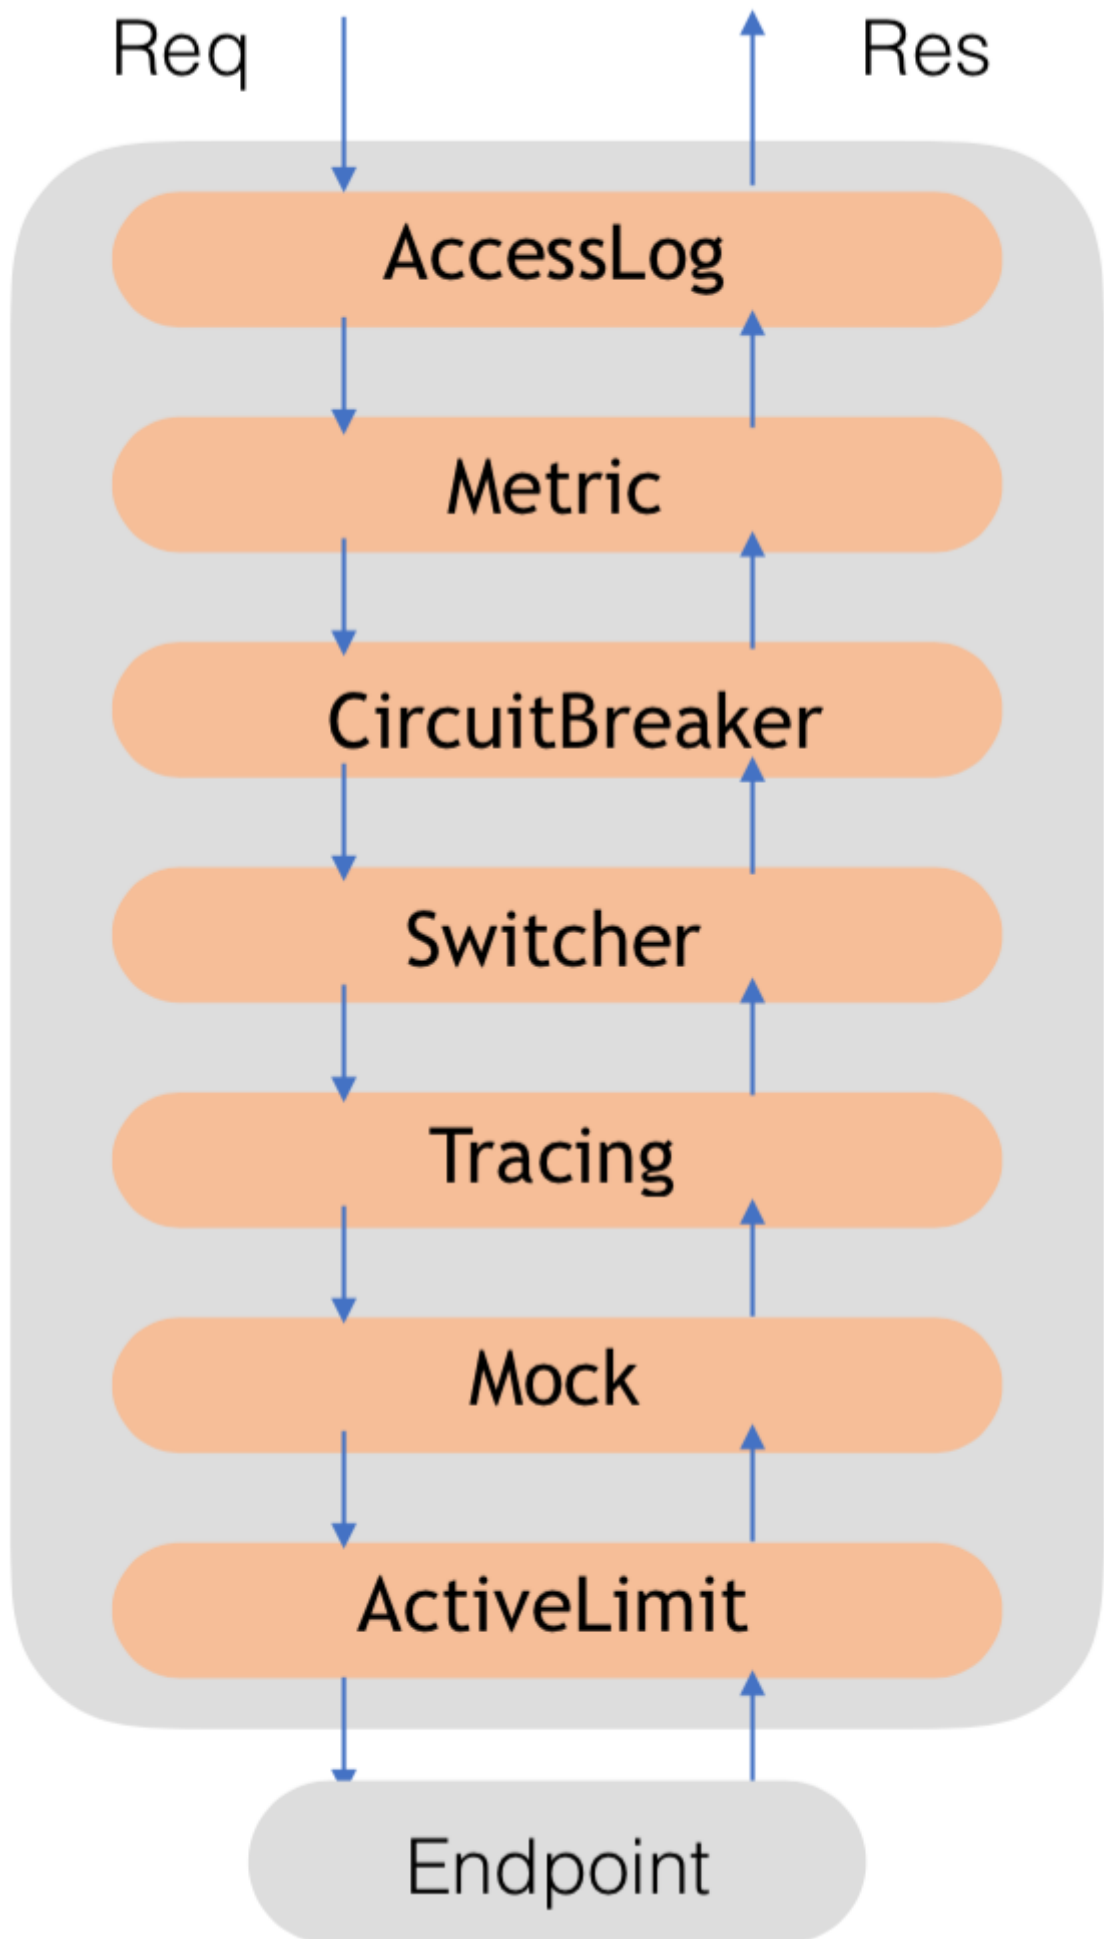 Req
Res
AccessLog
Metric
CircuitBreaker
Switcher
Tracing
Mock
ActiveLimit
Endpoint